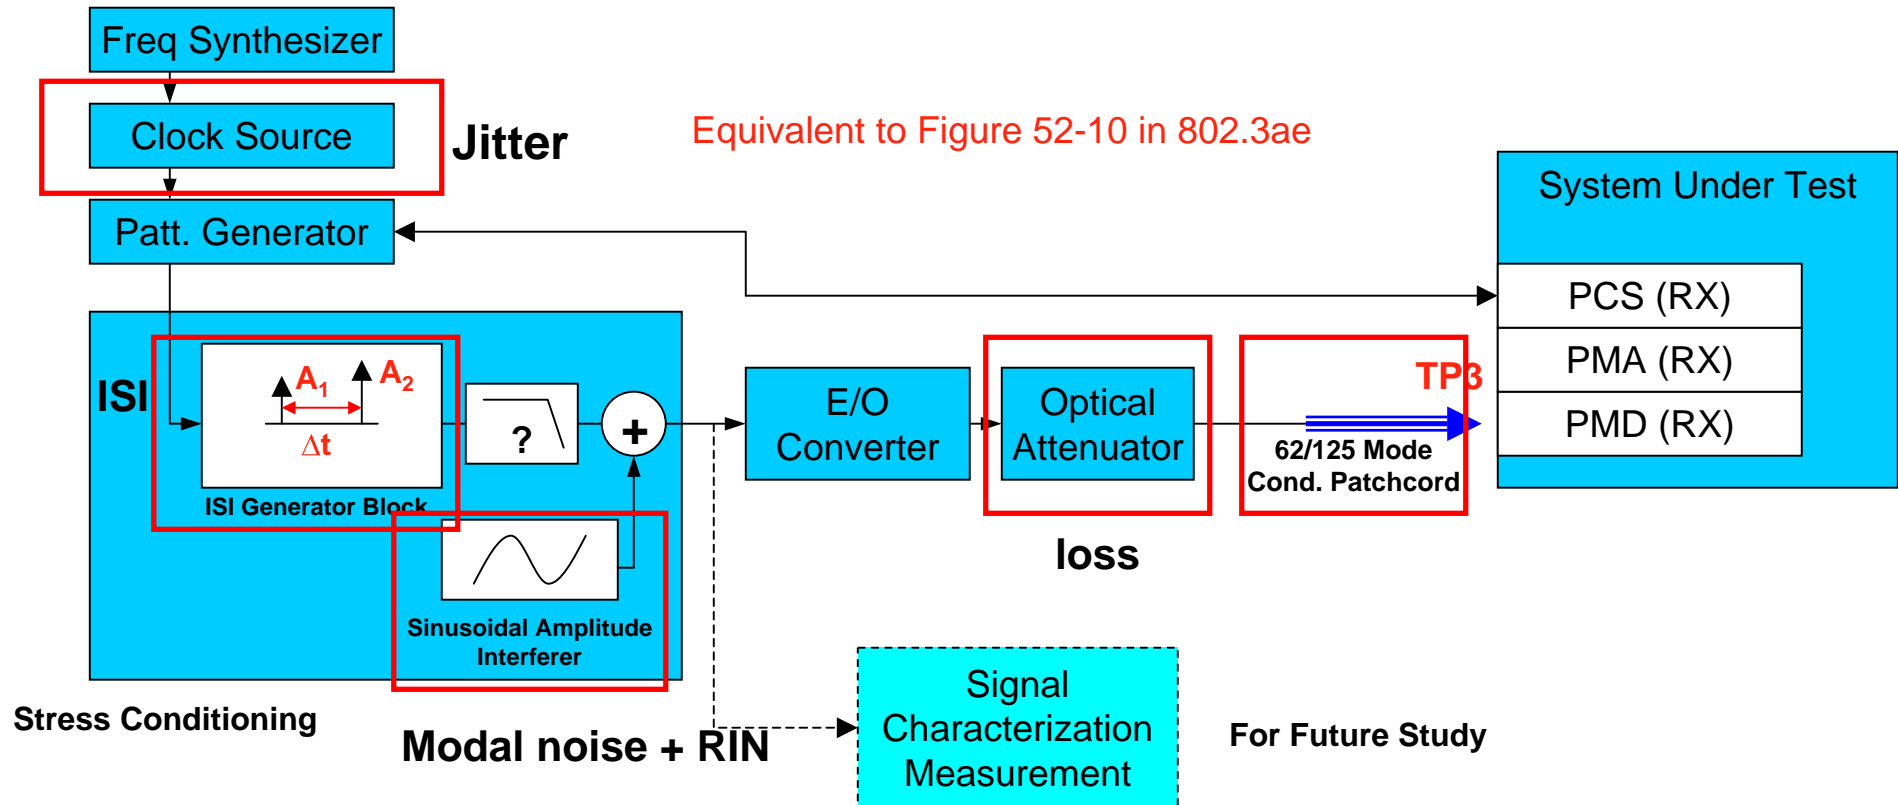 Freq Synthesizer
Clock Source
Jitter
Equivalent to Figure 52-10 in 802.3ae
Patt. Generator
System Under Test
PCS (RX)
PMA (RX)
PMD (RX)
ISI
A1
A2
Δt
ISI Generator Block
?
+
E/O
Converter
Optical
Attenuator
TP3
62/125 Mode
Cond. Patchcord
loss
Sinusoidal Amplitude
Interferer
Stress Conditioning
Modal noise + RIN
Signal
Characterization
Measurement
For Future Study